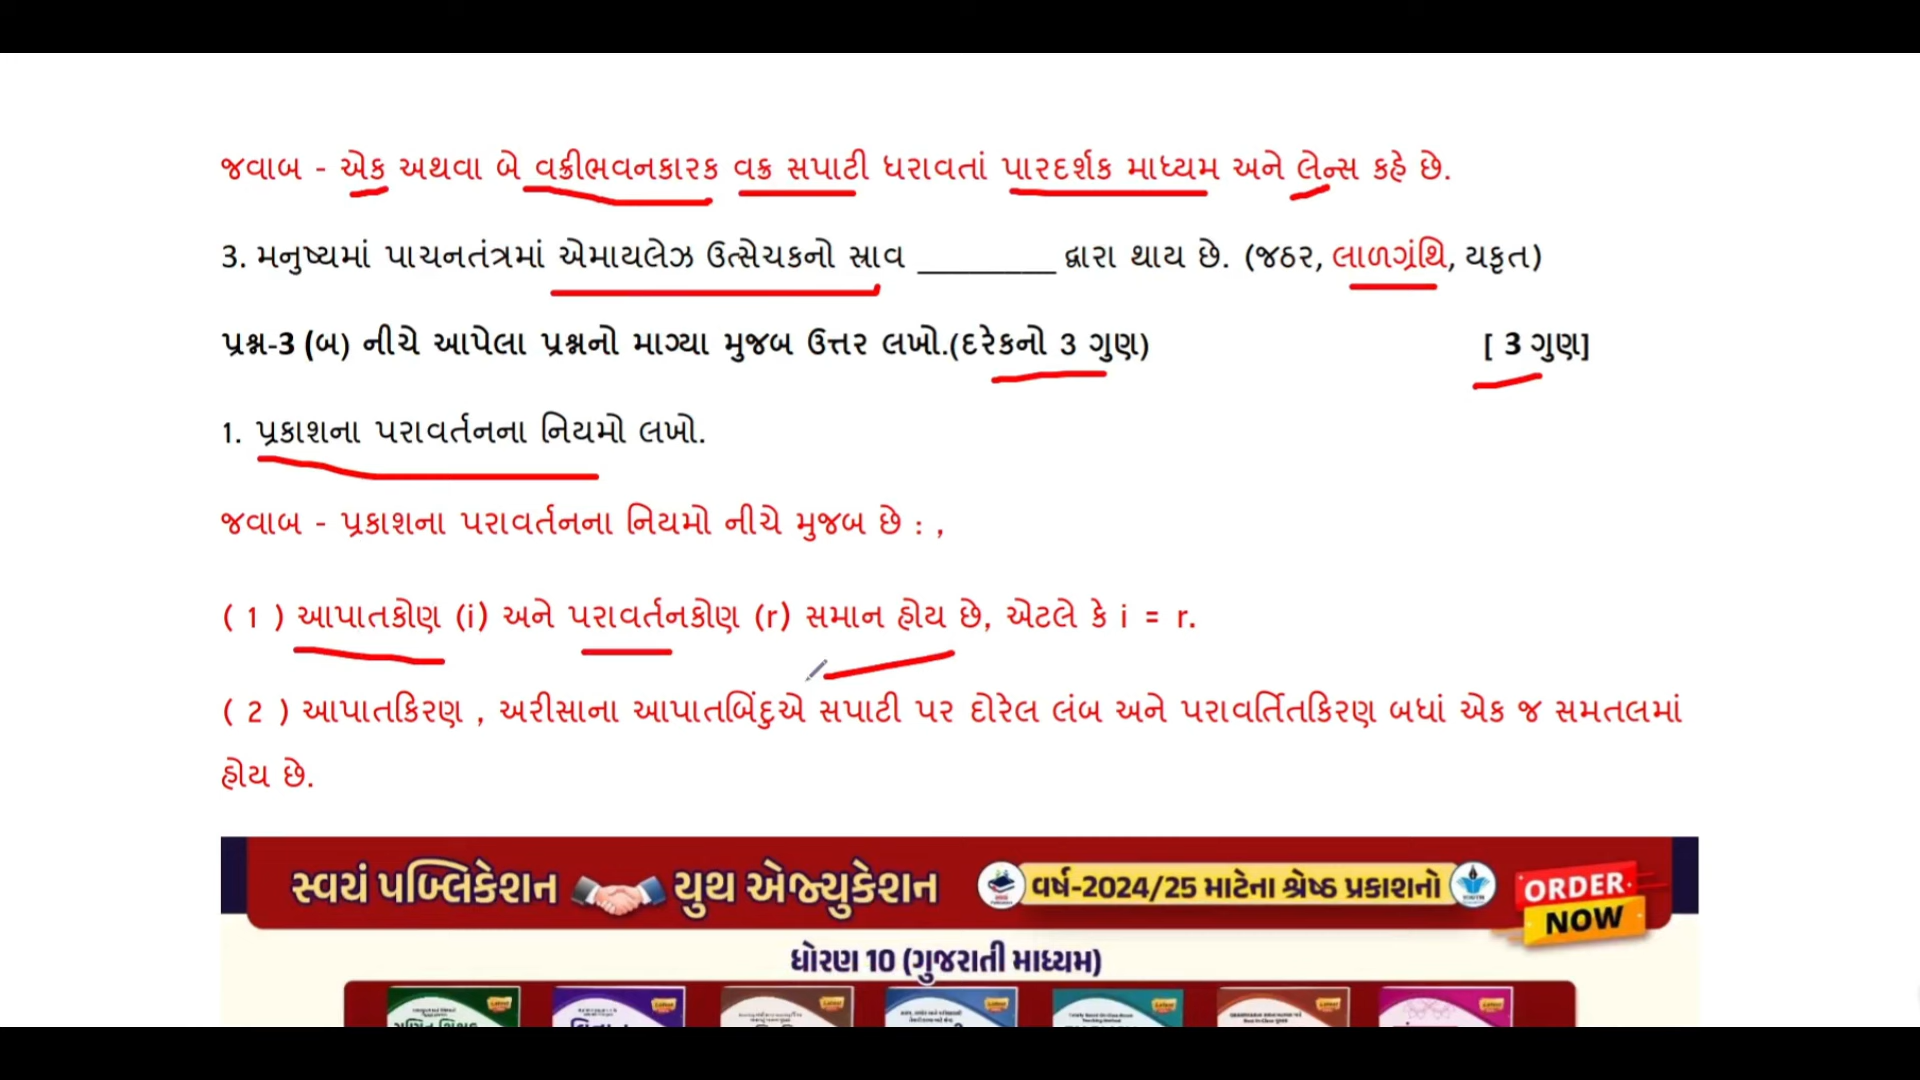 જવાબ - એક અથવા બે વક્રીભવનકારક વક્ર સપાટી ધરાવતાં પારદર્શક માધ્યમ અને લેન્સ કહે છે.
3. મનુષ્યમાં પાચનતંત્રમાં એમાયલેઝ ઉત્સેચકનો સ્રાવ _________ દ્વારા થાય છે. (જઠર, લાળગ્રંથિ, યકૃત)
પ્રશ્ન-3 (બ) નીચે આપેલા પ્રશ્નનો માગ્યા મુજબ ઉત્તર લખો.(દરેકનો 3 ગુણ) [ 3 ગુણ]
1. પ્રકાશના પરાવર્તનના નિયમો લખો.
જવાબ - પ્રકાશના પરાવર્તનના નિયમો નીચે મુજબ છે : ,
( 1 ) આપાતકોણ (i) અને પરાવર્તનકોણ (r) સમાન હોય છે, એટલે કે i = r.
( 2 ) આપાતકિરણ , અરીસાના આપાતબિંદુએ સપાટી પર દોરેલ લંબ અને પરાવર્તિતકિરણ બધાં એક જ સમતલમાં
હોય છે.
સ્વયં પબ્લિકેશન યુથ એજ્યુકેશન વર્ષ-2024/25 માટેના શ્રેષ્ઠ પ્રકાશનો ORDER NOW
ધોરણ 10 (ગુજરાતી માધ્યમ)